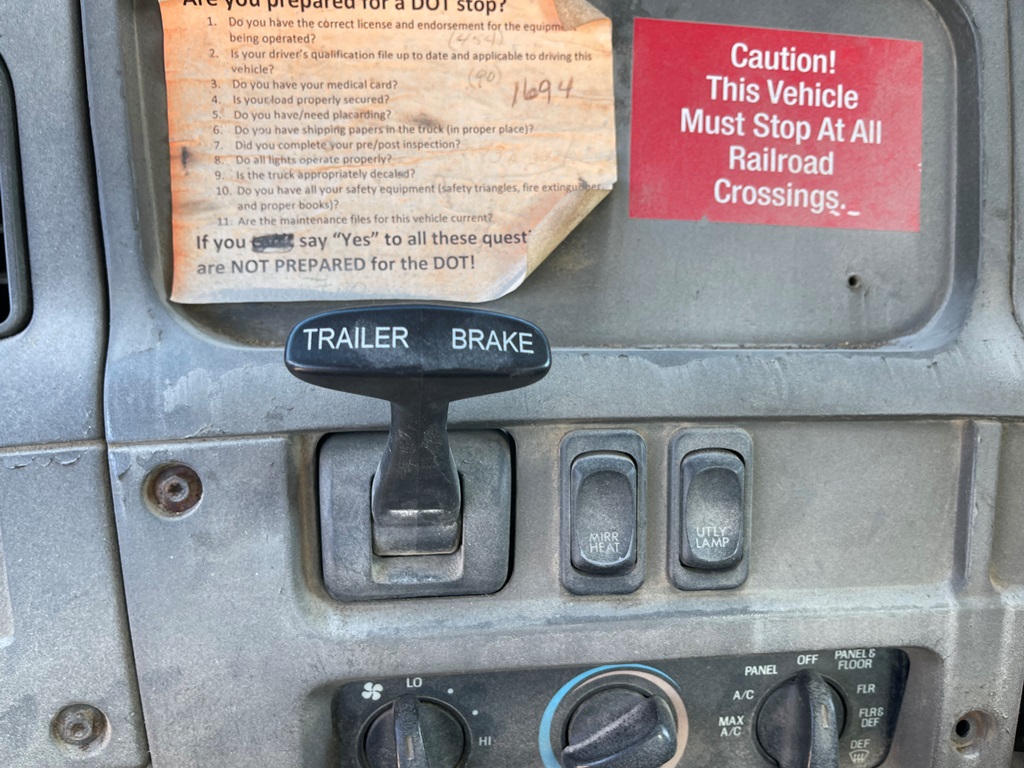 Are you prepared for a DOT stop?
1. Do you have the correct license and endorsement for the equipment
being operated?
(454)
2. Is your driver's qualification file up to date and applicable to driving this
vehicle?
(90)
1694
3. Do you have your medical card?
4. Is your load properly secured?
5. Do you have/need placarding?
6. Do you have shipping papers in the truck (in proper place)?
7. Did you complete your pre/post inspection?
8. Do all lights operate properly?
9. Is the truck appropriately decaled?
10. Do you have all your safety equipment (safety triangles, fire extinguisher,
and proper books)?
11. Are the maintenance files for this vehicle current?
If you say "Yes" to all these quest
are NOT PREPARED for the DOT!
Caution!
This Vehicle
Must Stop At All
Railroad
Crossings.
TRAILER BRAKE
MIRR
HEAT
UTLY
LAMP
LO
HI
MAX
A/C
A/C
PANEL
OFF
PANEL &
FLOOR
FLR
FLR &
DEF
DEF